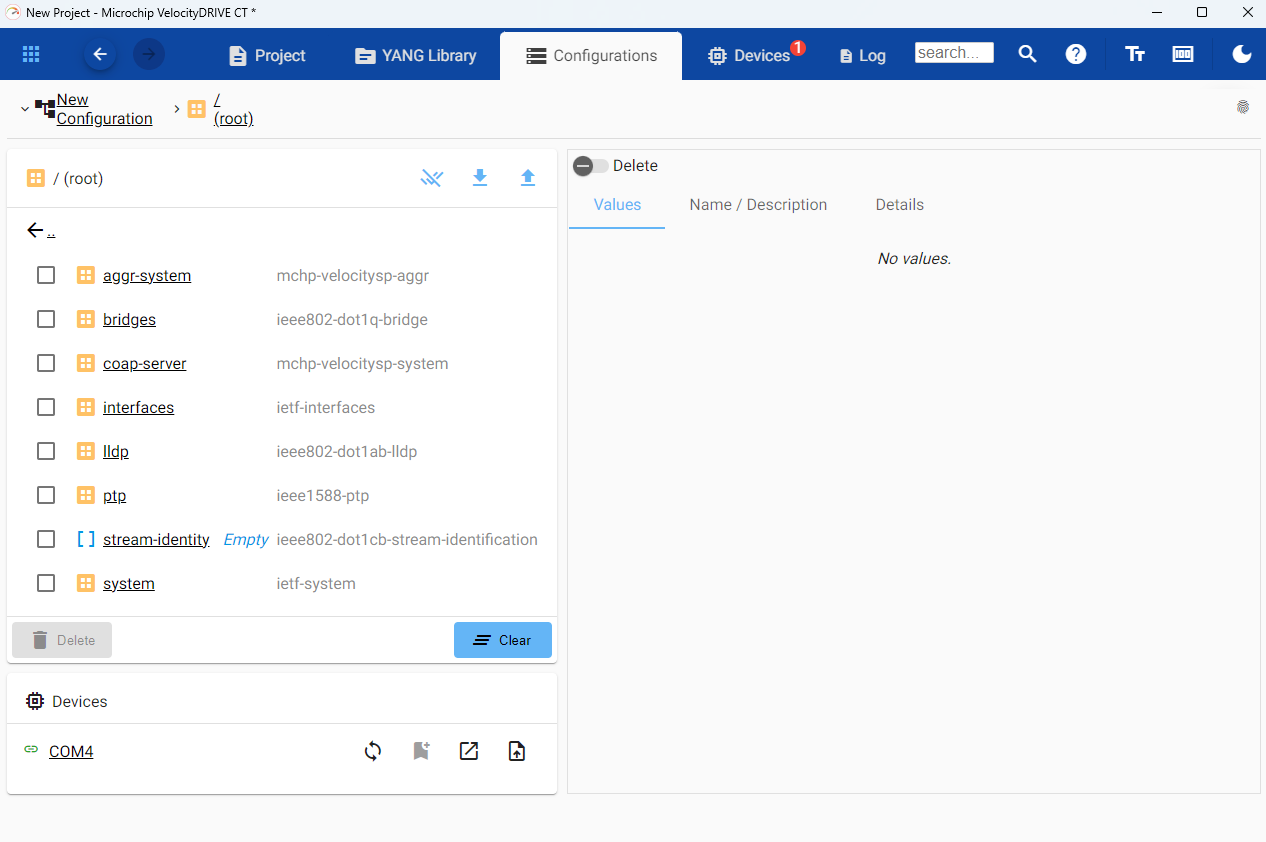 New Project - Microchip VelocityDRIVE CT *
Project
YANG Library
Configurations
Devices
1
Log
search...
?
Tт
New
Configuration
/
(root)
/ (root)
..
aggr-system mchp-velocitysp-aggr
bridges ieee802-dot1q-bridge
coap-server mchp-velocitysp-system
interfaces ietf-interfaces
lldp ieee802-dot1ab-lldp
ptp ieee1588-ptp
stream-identity Empty ieee802-dot1cb-stream-identification
system ietf-system
Delete
Clear
Devices
COM4
Delete
Values Name / Description Details
No values.